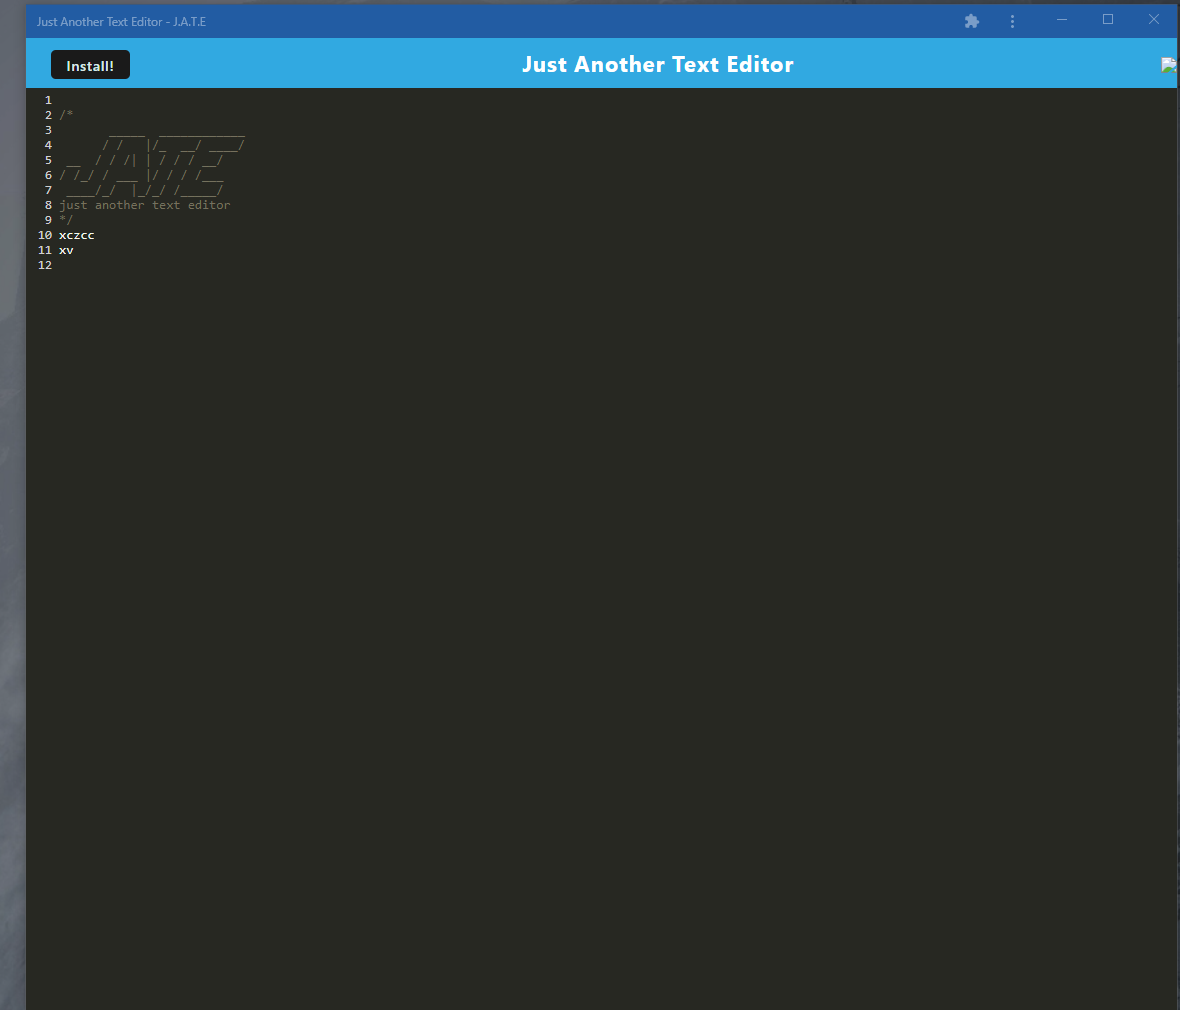 Just Another Text Editor - J.A.T.E
Install!
Just Another Text Editor
1
2 /*
3        _____  ____________
4       / /   |/_  __/ ____/
5  __  / / /| | / / / __/
6 / /_/ / ___ |/ / / /___
7  ____/_/  |_/_/ /_____/
8 just another text editor
9 */
10 xczcc
11 xv
12